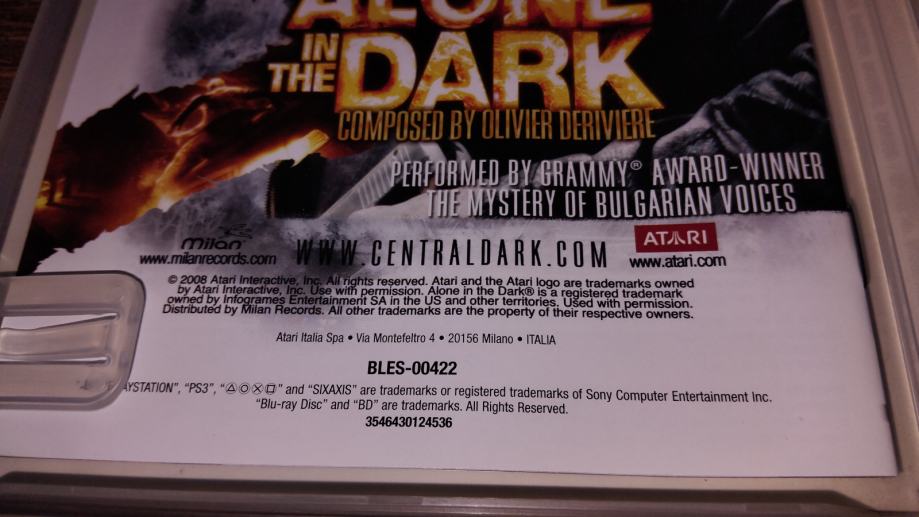 ALONE
IN
THE
DARK
COMPOSED BY OLIVIER DERIVIERE
PERFORMED BY GRAMMY® AWARD-WINNER
THE MYSTERY OF BULGARIAN VOICES
milan
www.milanrecords.com
WWW.CENTRALDARK.COM
ATARI
www.atari.com
© 2008 Atari Interactive, Inc. All rights reserved. Atari and the Atari logo are trademarks owned
by Atari Interactive, Inc. Use with permission. Alone in the Dark® is a registered trademark
owned by Infogrames Entertainment SA in the US and other territories. Used with permission.
Distributed by Milan Records. All other trademarks are the property of their respective owners.
Atari Italia Spa • Via Montefeltro 4 • 20156 Milano • ITALIA
BLES-00422
AYSTATION", "PS3", "△○✕□" and "SIXAXIS" are trademarks or registered trademarks of Sony Computer Entertainment Inc.
"Blu-ray Disc" and "BD" are trademarks. All Rights Reserved.
3546430124536